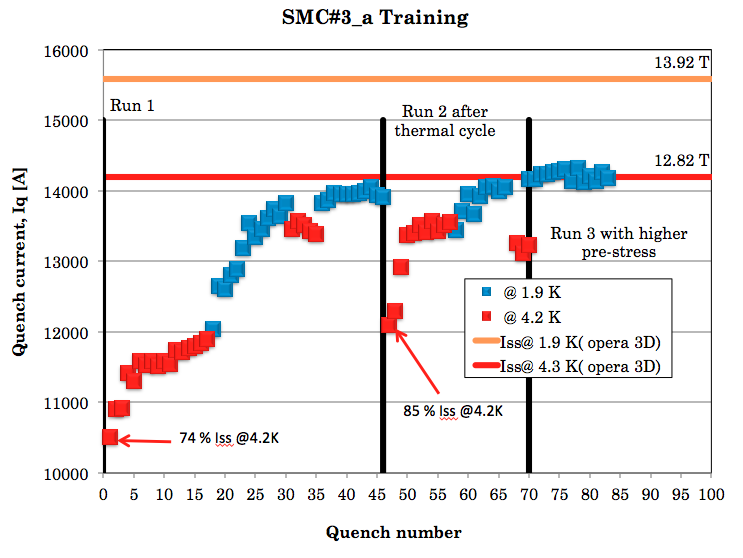 SMC#3_a Training
Quench current, Iq [A]
16000
15000
14000
13000
12000
11000
10000
13.92 T
Run 1
Run 2 after
thermal cycle
12.82 T
Run 3 with higher
pre-stress
@ 1.9 K
@ 4.2 K
Iss@ 1.9 K( opera 3D)
Iss@ 4.3 K( opera 3D)
85 % Iss @4.2K
74 % Iss @4.2K
0 5 10 15 20 25 30 35 40 45 50 55 60 65 70 75 80 85 90 95 100
Quench number